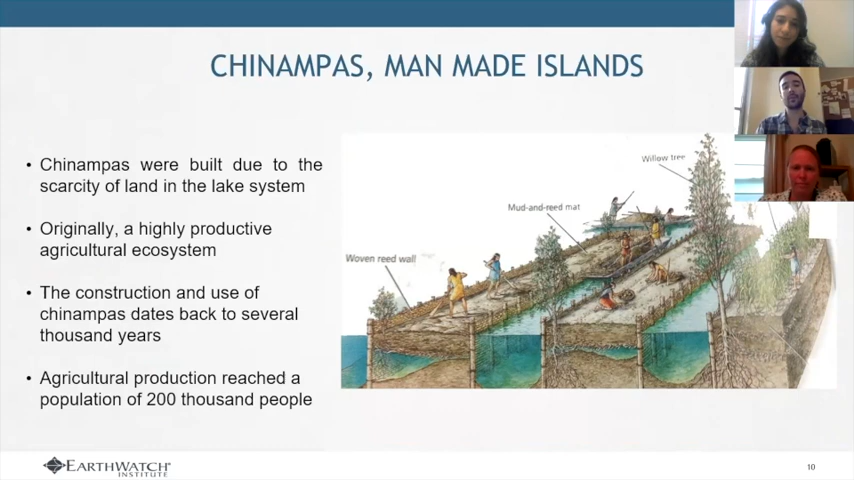 CHINAMPAS, MAN MADE ISLANDS
• Chinampas were built due to the
scarcity of land in the lake system
• Originally, a highly productive
agricultural ecosystem
• The construction and use of
chinampas dates back to several
thousand years
• Agricultural production reached a
population of 200 thousand people
Willow tree
Mud-and-reed mat
Woven reed wall
EARTHWATCH
INSTITUTE
10